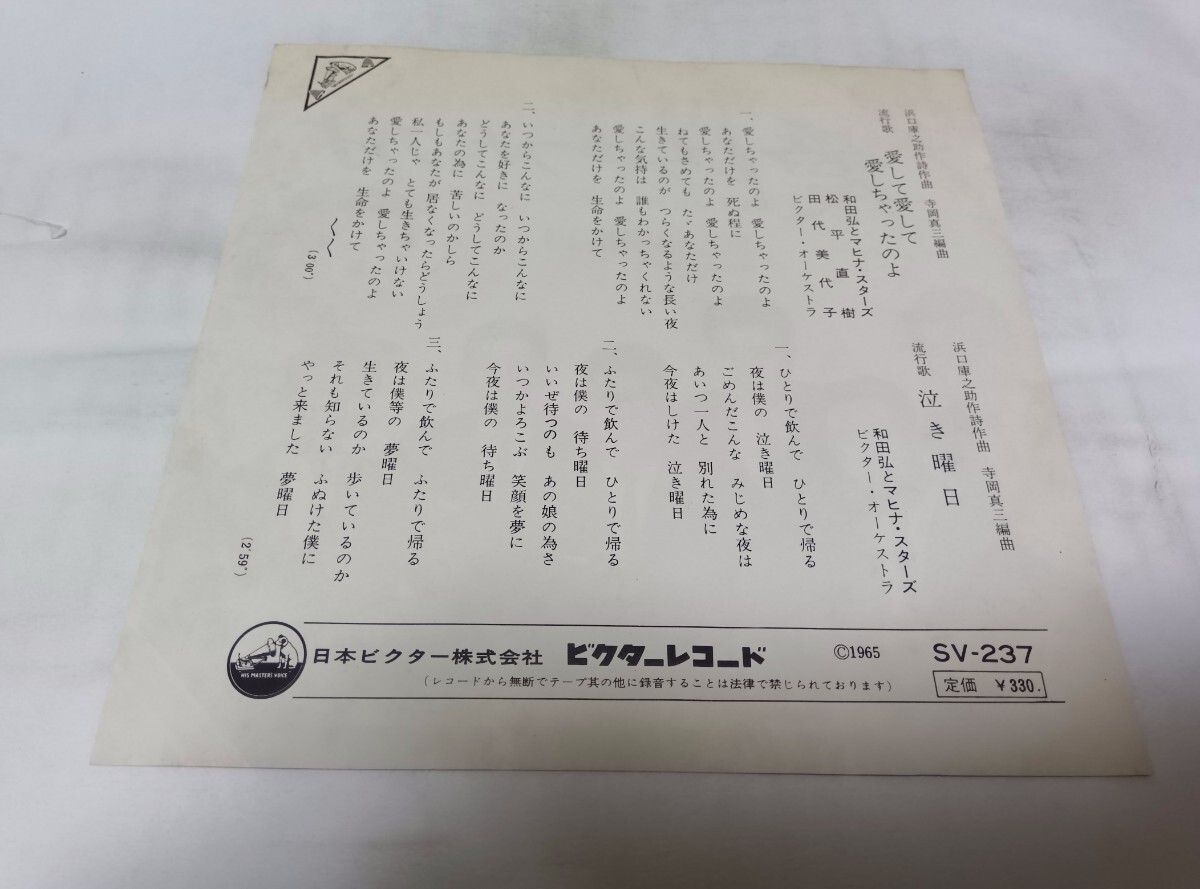 浜口庫之助作詩作曲　寺岡真三編曲
流行歌
愛して愛して
愛しちゃったのよ
和田弘とマヒナ・スターズ
松平直樹
田代美代子
ビクター・オーケストラ
一、愛しちゃったのよ　愛しちゃったのよ
あなただけを　死ぬ程に
愛しちゃったのよ　愛しちゃったのよ
ねてもさめても　たゞあなただけ
生きているのが　つらくなるような長い夜
こんな気持は　誰もわかっちゃくれない
愛しちゃったのよ　愛しちゃったのよ
あなただけを　生命をかけて
二、いつからこんなに　いつからこんなに
あなたを好きに　なったのか
どうしてこんなに　どうしてこんなに
あなたの為に　苦しいのかしら
もしもあなたが　居なくなったらどうしょう
私一人じゃ　とても生きちゃいけない
愛しちゃったのよ　愛しちゃったのよ
あなただけを　生命をかけて
〱〱
(3′00″)
浜口庫之助作詩作曲　寺岡真三編曲
流行歌
泣き曜日
和田弘とマヒナ・スターズ
ビクター・オーケストラ
一、ひとりで飲んで　ひとりで帰る
夜は僕の　泣き曜日
ごめんだこんな　みじめな夜は
あいつ一人と　別れた為に
今夜はしけた　泣き曜日
二、ふたりで飲んで　ひとりで帰る
夜は僕の　待ち曜日
いいぜ待つのも　あの娘の為さ
いつかよろこぶ　笑顔を夢に
今夜は僕の　待ち曜日
三、ふたりで飲んで　ふたりで帰る
夜は僕等の　夢曜日
生きているのか　歩いているのか
それも知らない　ふぬけた僕に
やっと来ました　夢曜日
(2′59″)
HIS MASTERS VOICE
日本ビクター株式会社　ビクターレコード　©1965　SV-237
(レコードから無断でテープ其の他に録音することは法律で禁じられております)
定価　¥330.